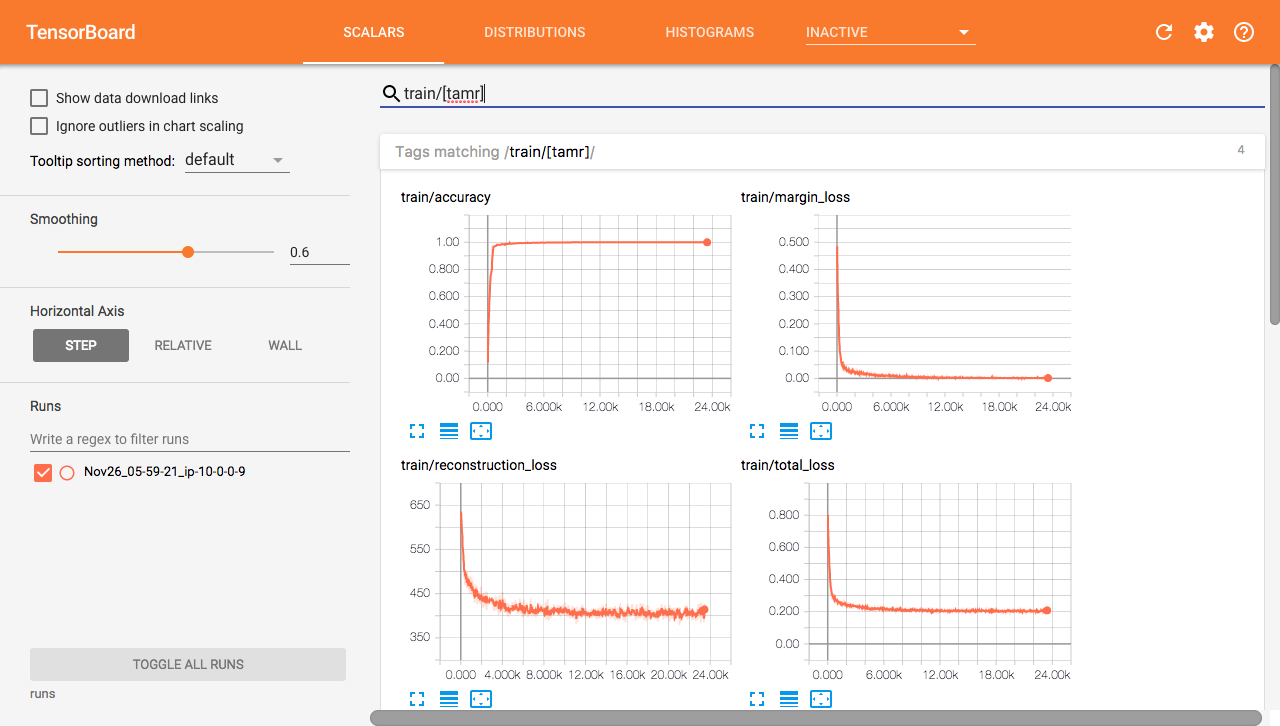 TensorBoard SCALARS DISTRIBUTIONS HISTOGRAMS INACTIVE
Show data download links
Ignore outliers in chart scaling
Tooltip sorting method: default
Smoothing
0.6
Horizontal Axis
STEP RELATIVE WALL
Runs
Write a regex to filter runs
Nov26_05-59-21_ip-10-0-0-9
TOGGLE ALL RUNS
runs
train/[tamr]
Tags matching /train/[tamr]/ 4
train/accuracy
1.00
0.800
0.600
0.400
0.200
0.00
0.000 6.000k 12.00k 18.00k 24.00k
train/margin_loss
0.500
0.400
0.300
0.200
0.100
0.00
0.000 6.000k 12.00k 18.00k 24.00k
train/reconstruction_loss
650
550
450
350
0.000 4.000k 8.000k 12.00k 16.00k 20.00k 24.00k
train/total_loss
0.800
0.600
0.400
0.200
0.00
0.000 6.000k 12.00k 18.00k 24.00k